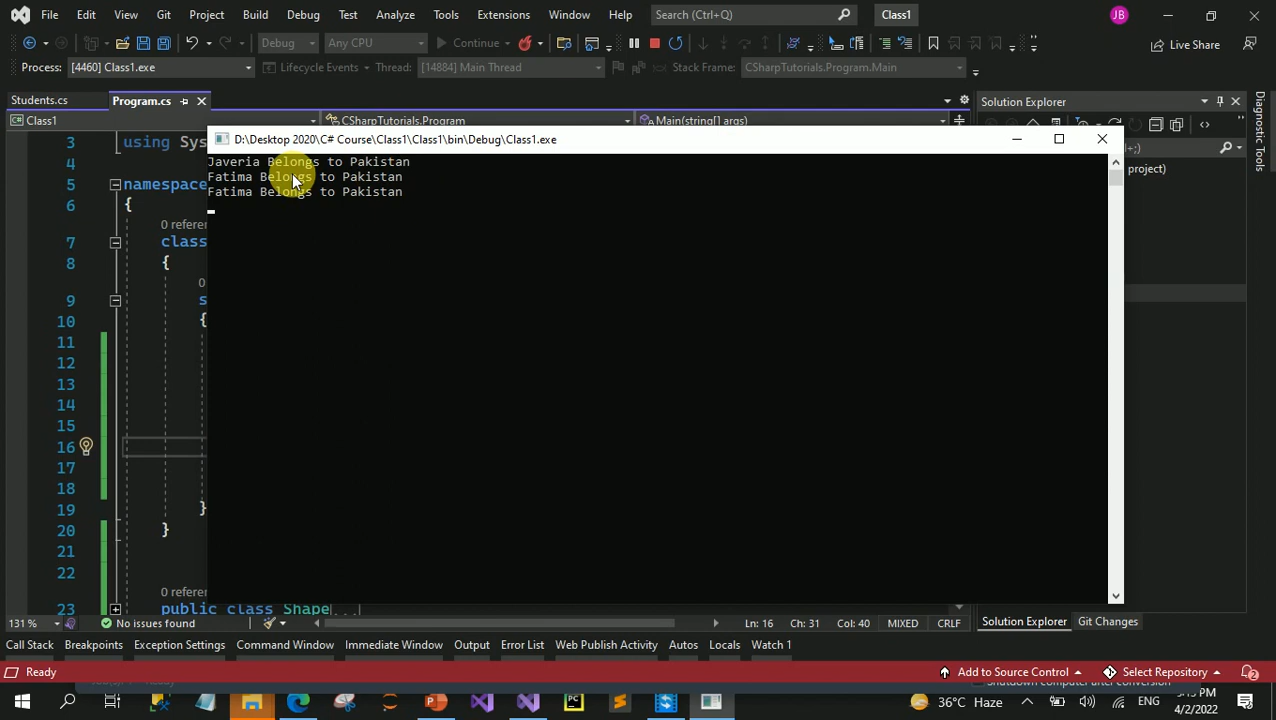 File Edit View Git Project Build Debug Test Analyze Tools Extensions Window Help Search (Ctrl+Q) Class1 JB
Debug Any CPU Continue Live Share
Process: [4460] Class1.exe Lifecycle Events Thread: [14884] Main Thread Stack Frame: CSharpTutorials.Program.Main
Students.cs Program.cs Solution Explorer
Class1 CSharpTutorials.Program Main(string[] args)
D:\Desktop 2020\C# Course\Class1\Class1\bin\Debug\Class1.exe
Javeria Belongs to Pakistan
Fatima Belongs to Pakistan
Fatima Belongs to Pakistan
3 using Sys
4
5 namespace
6 {
0 refere
7 class
8 {
0
9 s
10 {
11
12
13
14
15
16
17
18
19 }
20 }
21
22
0 refere
23 public class Shape...
+;)
project)
Diagnostic Tools
131 % No issues found Ln: 16 Ch: 31 Col: 40 MIXED CRLF
Solution Explorer Git Changes
Call Stack Breakpoints Exception Settings Command Window Immediate Window Output Error List Web Publish Activity Autos Locals Watch 1
Ready Add to Source Control Select Repository 2
36°C Haze ENG
4/2/2022